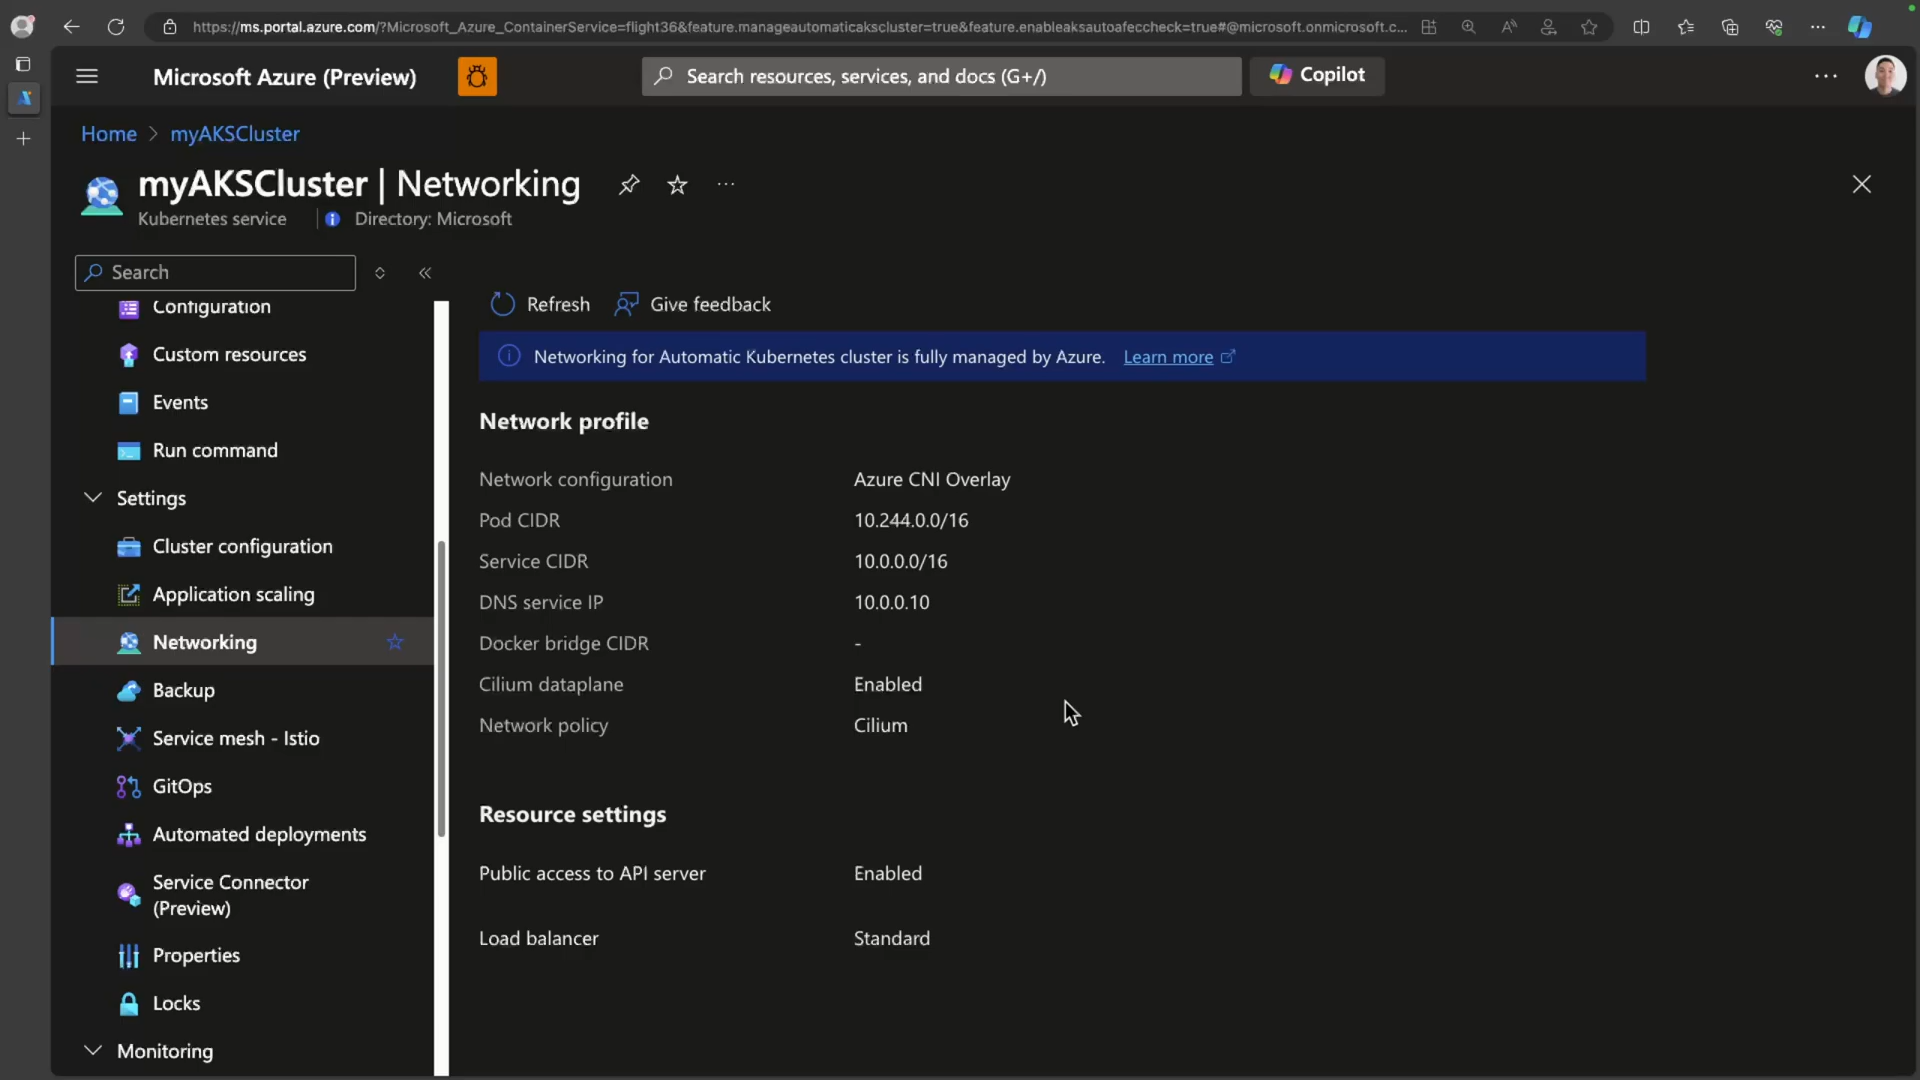 https://ms.portal.azure.com/?Microsoft_Azure_ContainerService=flight36&feature.manageautomaticakscluster=true&feature.enableaksautoafeccheck=true#@microsoft.onmicrosoft.c...
Microsoft Azure (Preview)
Search resources, services, and docs (G+/)
Copilot
Home > myAKSCluster
myAKSCluster | Networking
Kubernetes service
Directory: Microsoft
Search
Configuration
Custom resources
Events
Run command
Settings
Cluster configuration
Application scaling
Networking
Backup
Service mesh - Istio
GitOps
Automated deployments
Service Connector
(Preview)
Properties
Locks
Monitoring
Refresh
Give feedback
Networking for Automatic Kubernetes cluster is fully managed by Azure. Learn more
Network profile
Network configuration Azure CNI Overlay
Pod CIDR 10.244.0.0/16
Service CIDR 10.0.0.0/16
DNS service IP 10.0.0.10
Docker bridge CIDR -
Cilium dataplane Enabled
Network policy Cilium
Resource settings
Public access to API server Enabled
Load balancer Standard